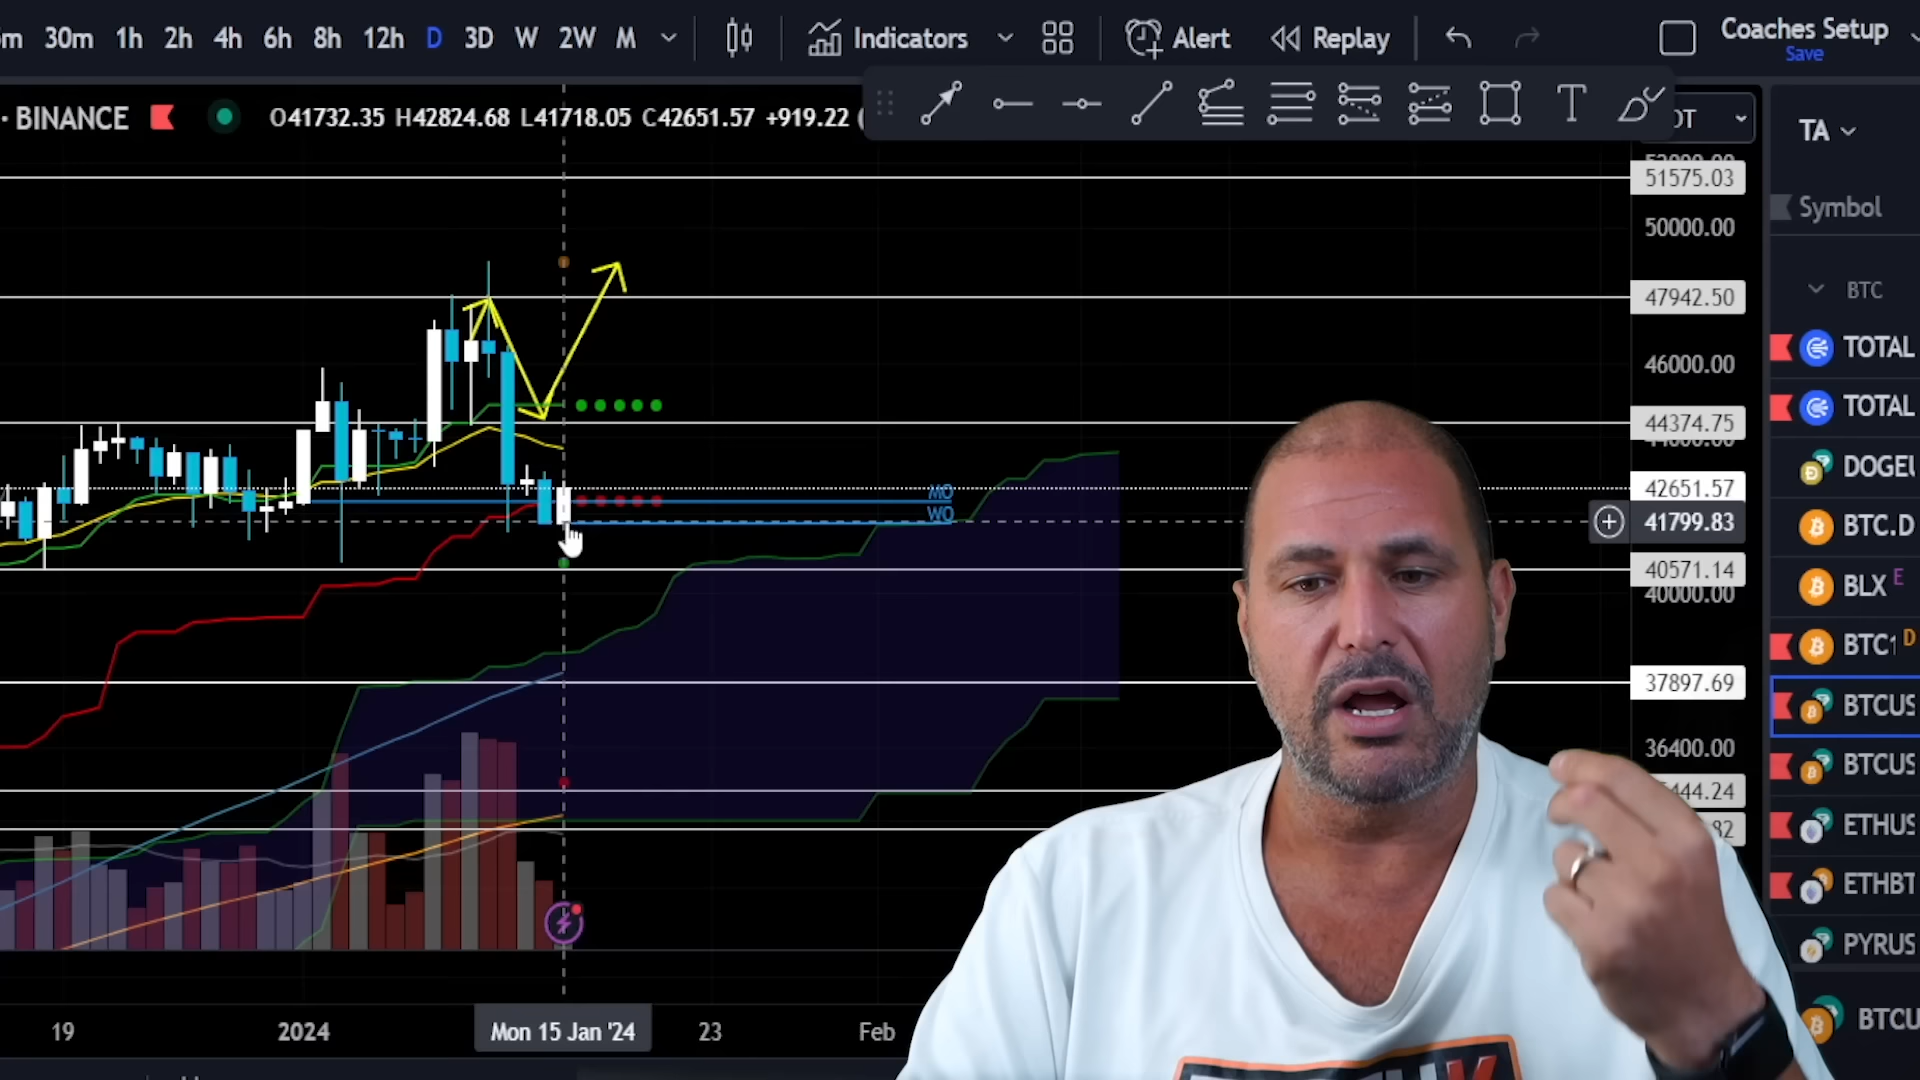 30m 1h 2h 4h 6h 8h 12h D 3D W 2W M Indicators Alert Replay Coaches Setup
Save
· BINANCE O41732.35 H42824.68 L41718.05 C42651.57 +919.22 (
T
TA
51575.03
Symbol
50000.00
BTC
47942.50
TOTAL
46000.00
TOTAL
44374.75
DOGEU
MO
42651.57
WO
41799.83
BTC.D
40571.14
40000.00
BLX E
BTC1 D
37897.69
BTCUS
36400.00
BTCUS
444.24
82
ETHUS
ETHBT
PYRUS
19 2024 Mon 15 Jan '24 23 Feb
BTCU